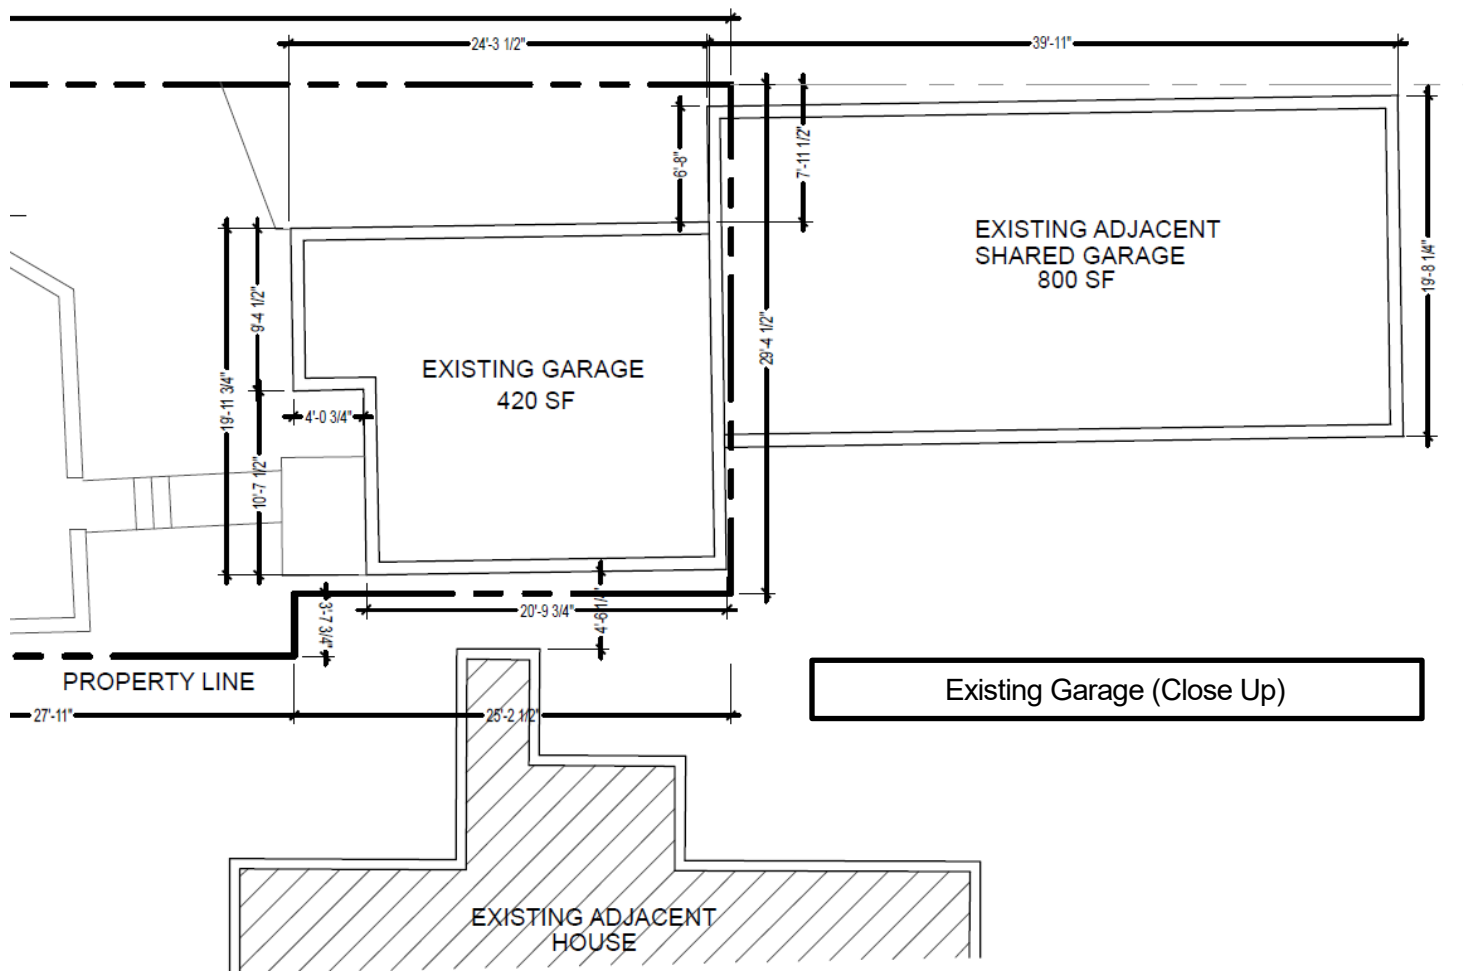 24'-3 1/2"
39'-11"
6'-8"
7'-11 1/2"
EXISTING ADJACENT
SHARED GARAGE
800 SF
19'-8 1/4"
9'-4 1/2"
29'-4 1/2"
EXISTING GARAGE
420 SF
19'-11 3/4"
4'-0 3/4"
10'-7 1/2"
20'-9 3/4"
4'-6 1/4"
3'-7 3/4"
PROPERTY LINE
Existing Garage (Close Up)
27'-11"
25'-2 1/2"
EXISTING ADJACENT
HOUSE